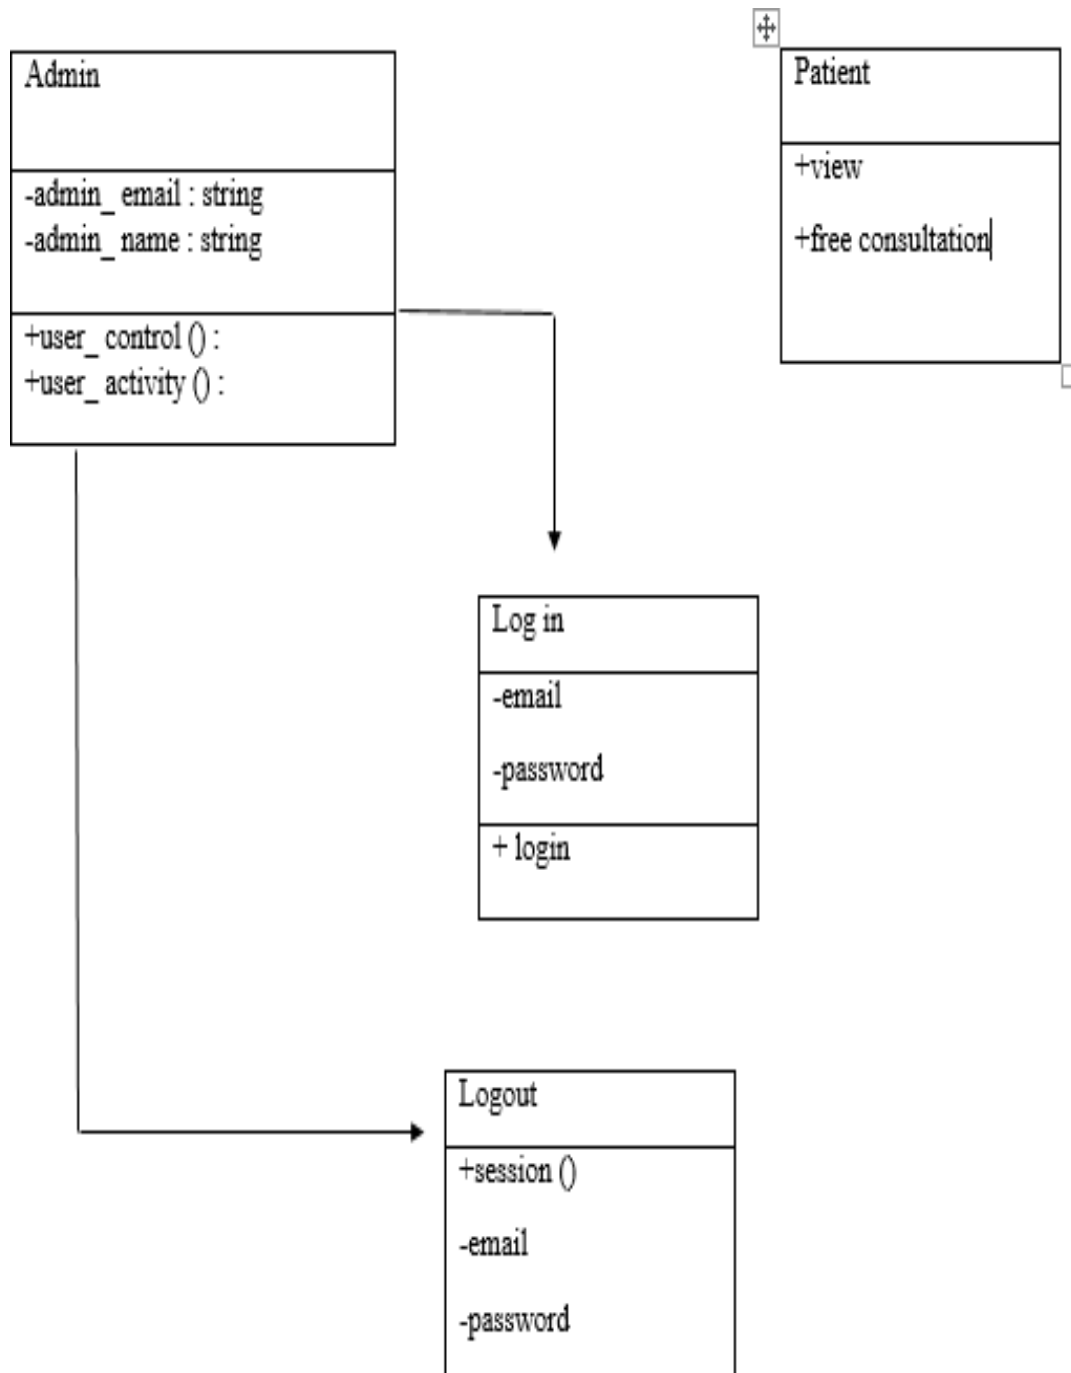 Admin
-admin_ email : string
-admin_ name : string
+user_ control () :
+user_ activity () :
Patient
+view
+free consultation
Log in
-email
-password
+ login
Logout
+session ()
-email
-password